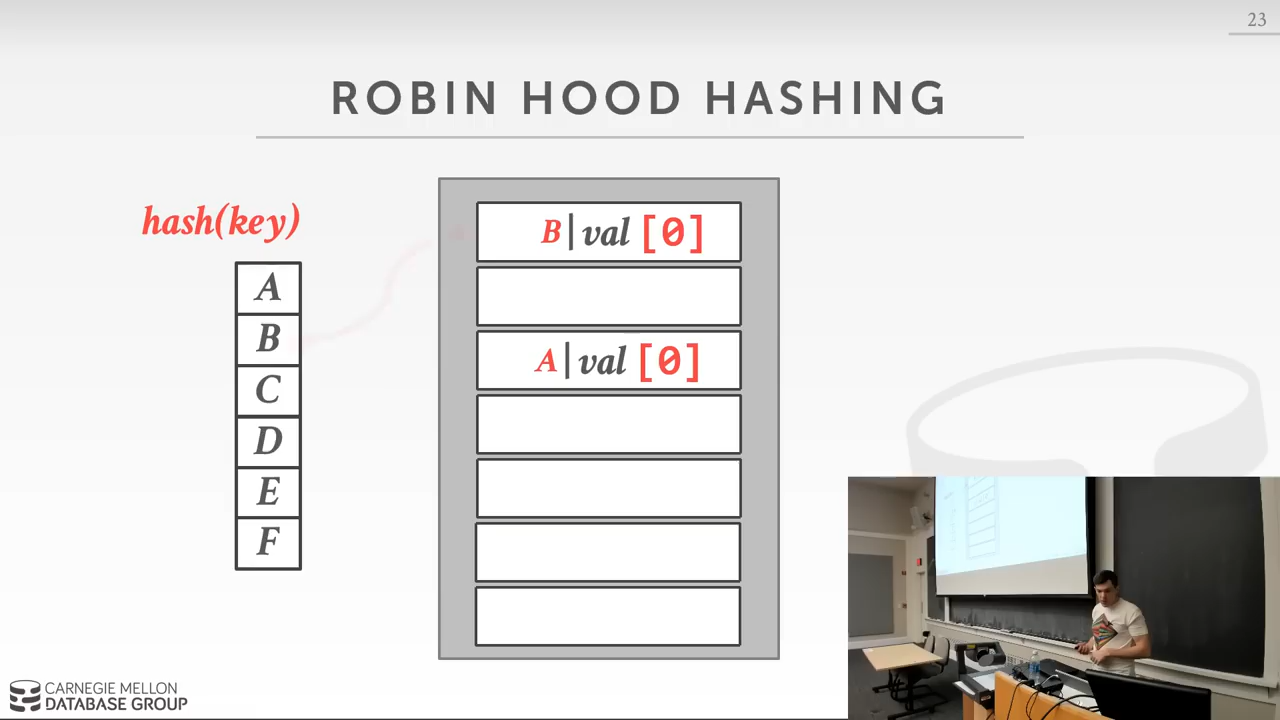 23
ROBIN HOOD HASHING
hash(key)
A
B
C
D
E
F
B|val [0]
A|val [0]
CARNEGIE MELLON
DATABASE GROUP